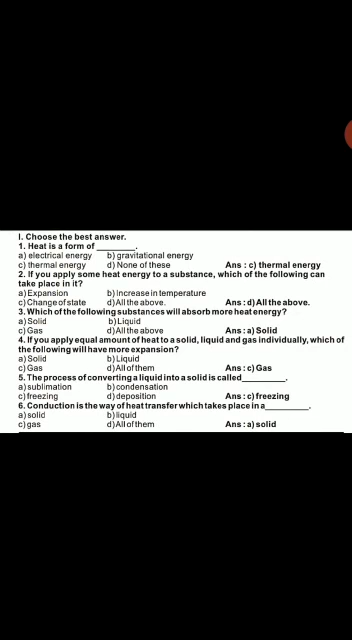 I. Choose the best answer.
1. Heat is a form of ________.
a) electrical energy b) gravitational energy
c) thermal energy d) None of these Ans : c) thermal energy
2. If you apply some heat energy to a substance, which of the following can
take place in it?
a) Expansion b) Increase in temperature
c) Change of state d) All the above. Ans : d) All the above.
3. Which of the following substances will absorb more heat energy?
a) Solid b) Liquid
c) Gas d) All the above Ans : a) Solid
4. If you apply equal amount of heat to a solid, liquid and gas individually, which of
the following will have more expansion?
a) Solid b) Liquid
c) Gas d) All of them Ans : c) Gas
5. The process of converting a liquid into a solid is called_________.
a) sublimation b) condensation
c) freezing d) deposition Ans : c) freezing
6. Conduction is the way of heat transfer which takes place in a_________.
a) solid b) liquid
c) gas d) All of them Ans : a) solid